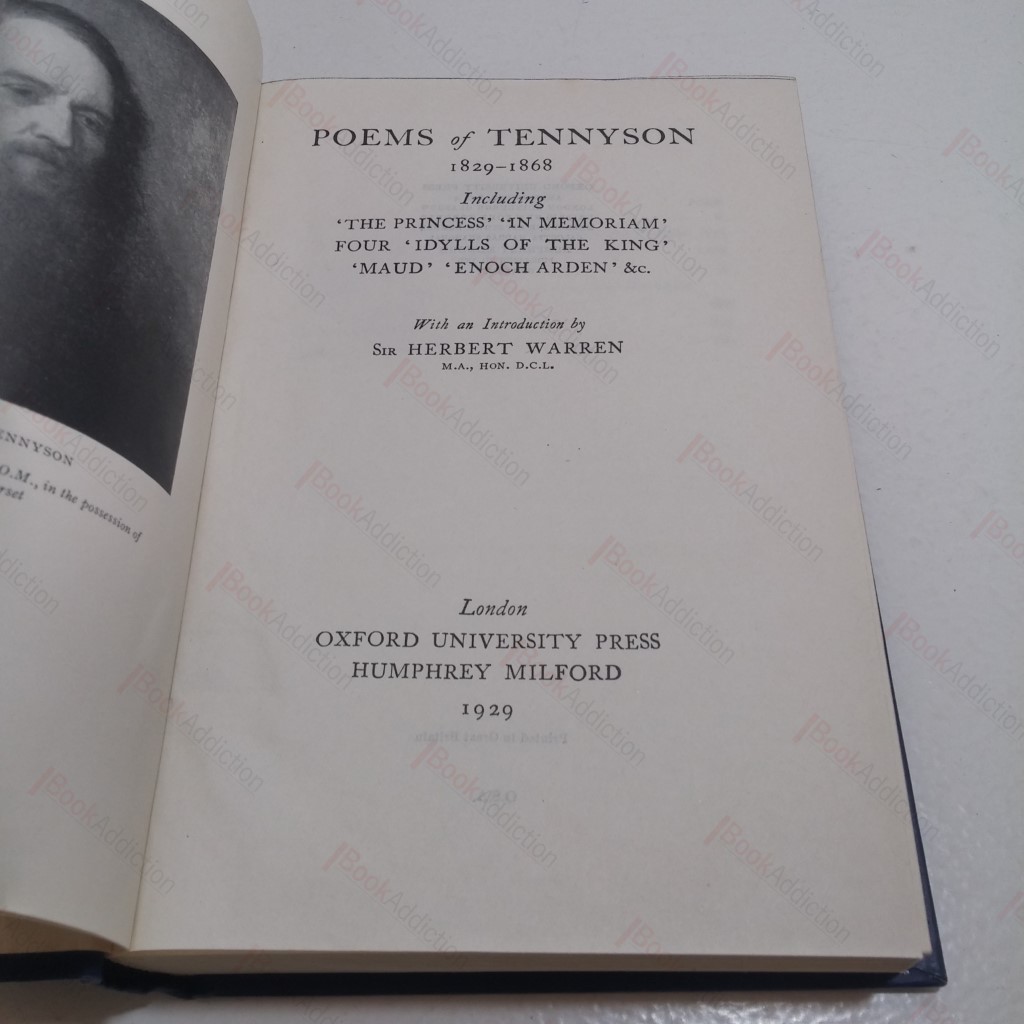 ENNYSON
O.M., in the possession of
rset
POEMS of TENNYSON
1829–1868
Including
‘THE PRINCESS’ ‘IN MEMORIAM’
FOUR ‘IDYLLS OF THE KING’
‘MAUD’ ‘ENOCH ARDEN’ &c.
With an Introduction by
SIR HERBERT WARREN
M.A., HON. D.C.L.
London
OXFORD UNIVERSITY PRESS
HUMPHREY MILFORD
1929
BookAddiction